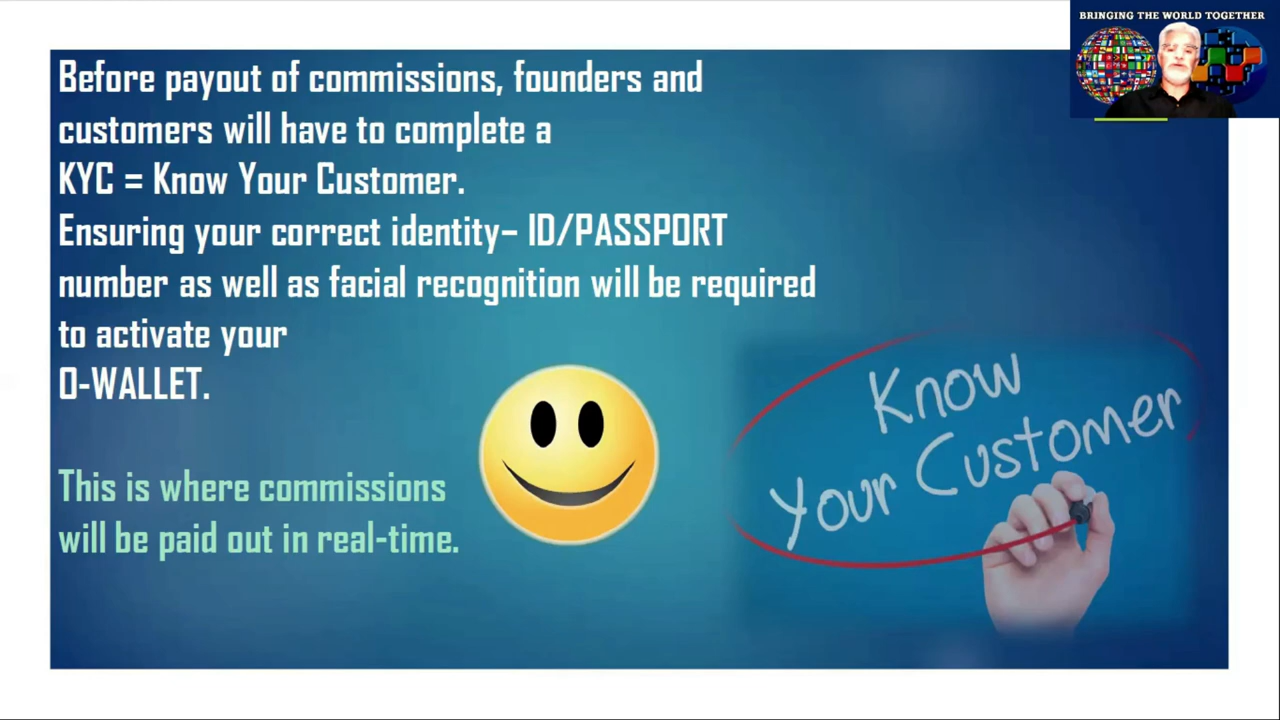 BRINGING THE WORLD TOGETHER
Before payout of commissions, founders and
customers will have to complete a
KYC = Know Your Customer.
Ensuring your correct identity– ID/PASSPORT
number as well as facial recognition will be required
to activate your
O-WALLET.
This is where commissions
will be paid out in real-time.
Know
Your Customer